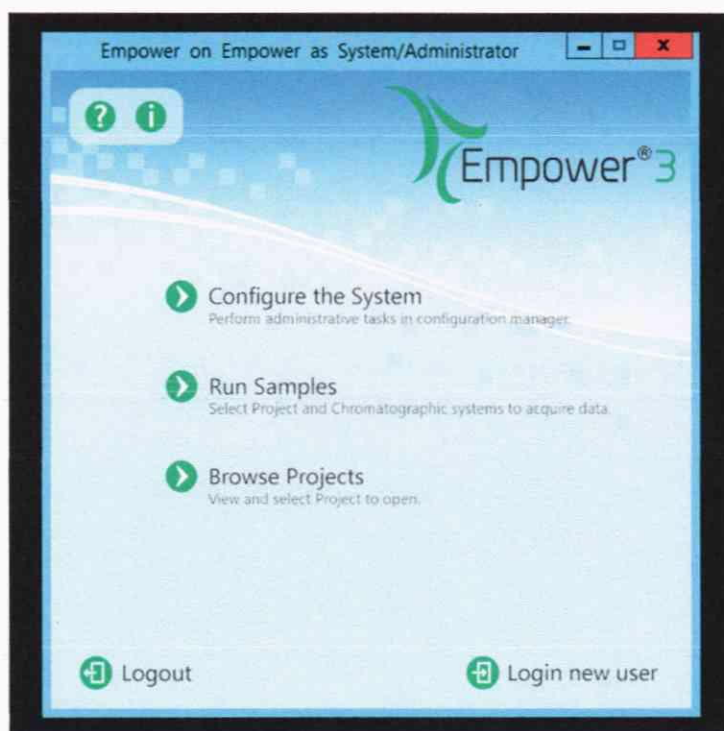 Empower on Empower as System/Administrator
Empower®3
Configure the System
Perform administrative tasks in configuration manager.
Run Samples
Select Project and Chromatographic systems to acquire data.
Browse Projects
View and select Project to open.
Logout
Login new user